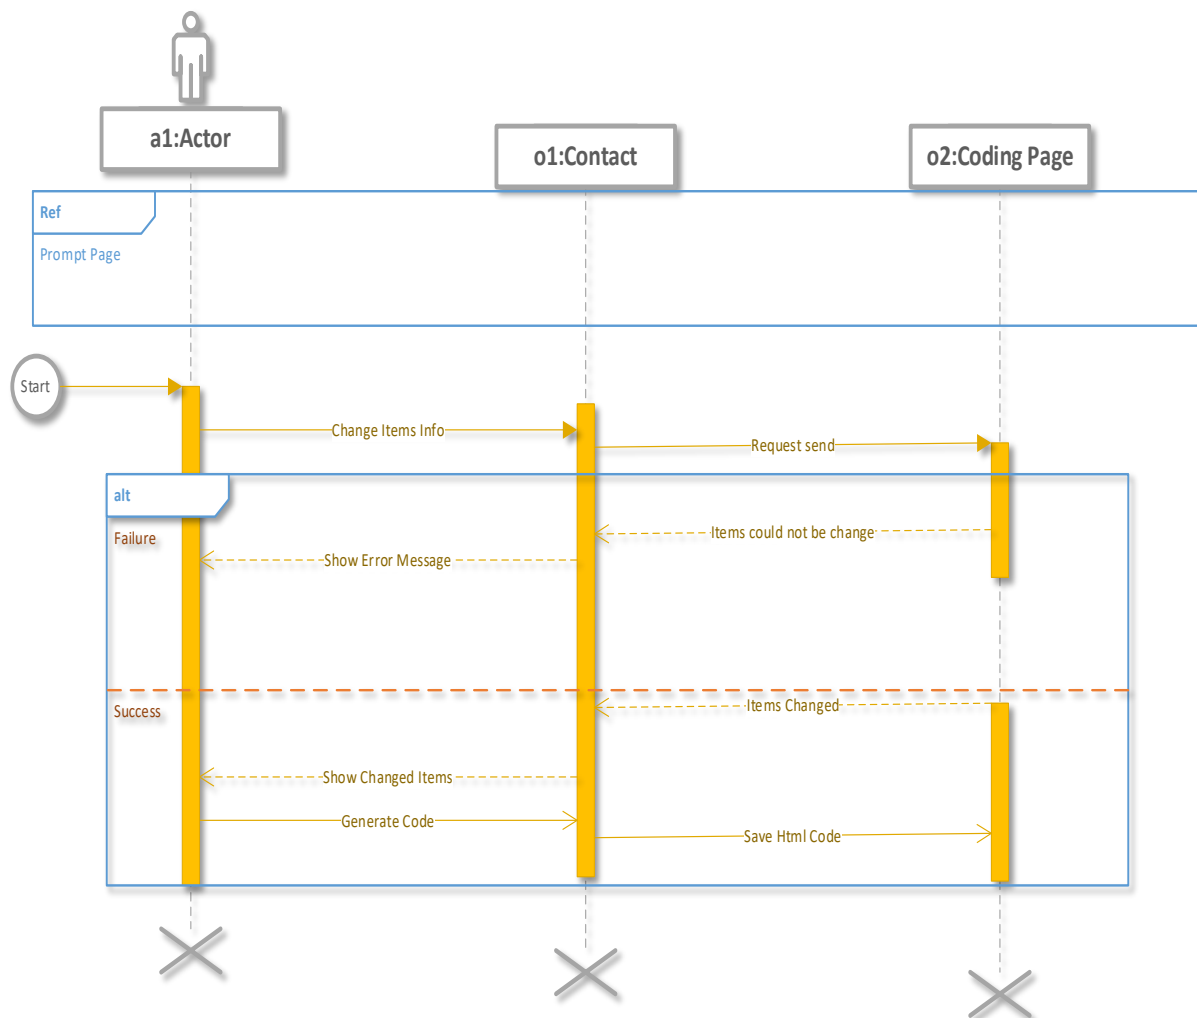 a1:Actor
o1:Contact
o2:Coding Page
Ref
Prompt Page
Start
Change Items Info
Request send
alt
Failure
Items could not be change
Show Error Message
Success
Items Changed
Show Changed Items
Generate Code
Save Html Code